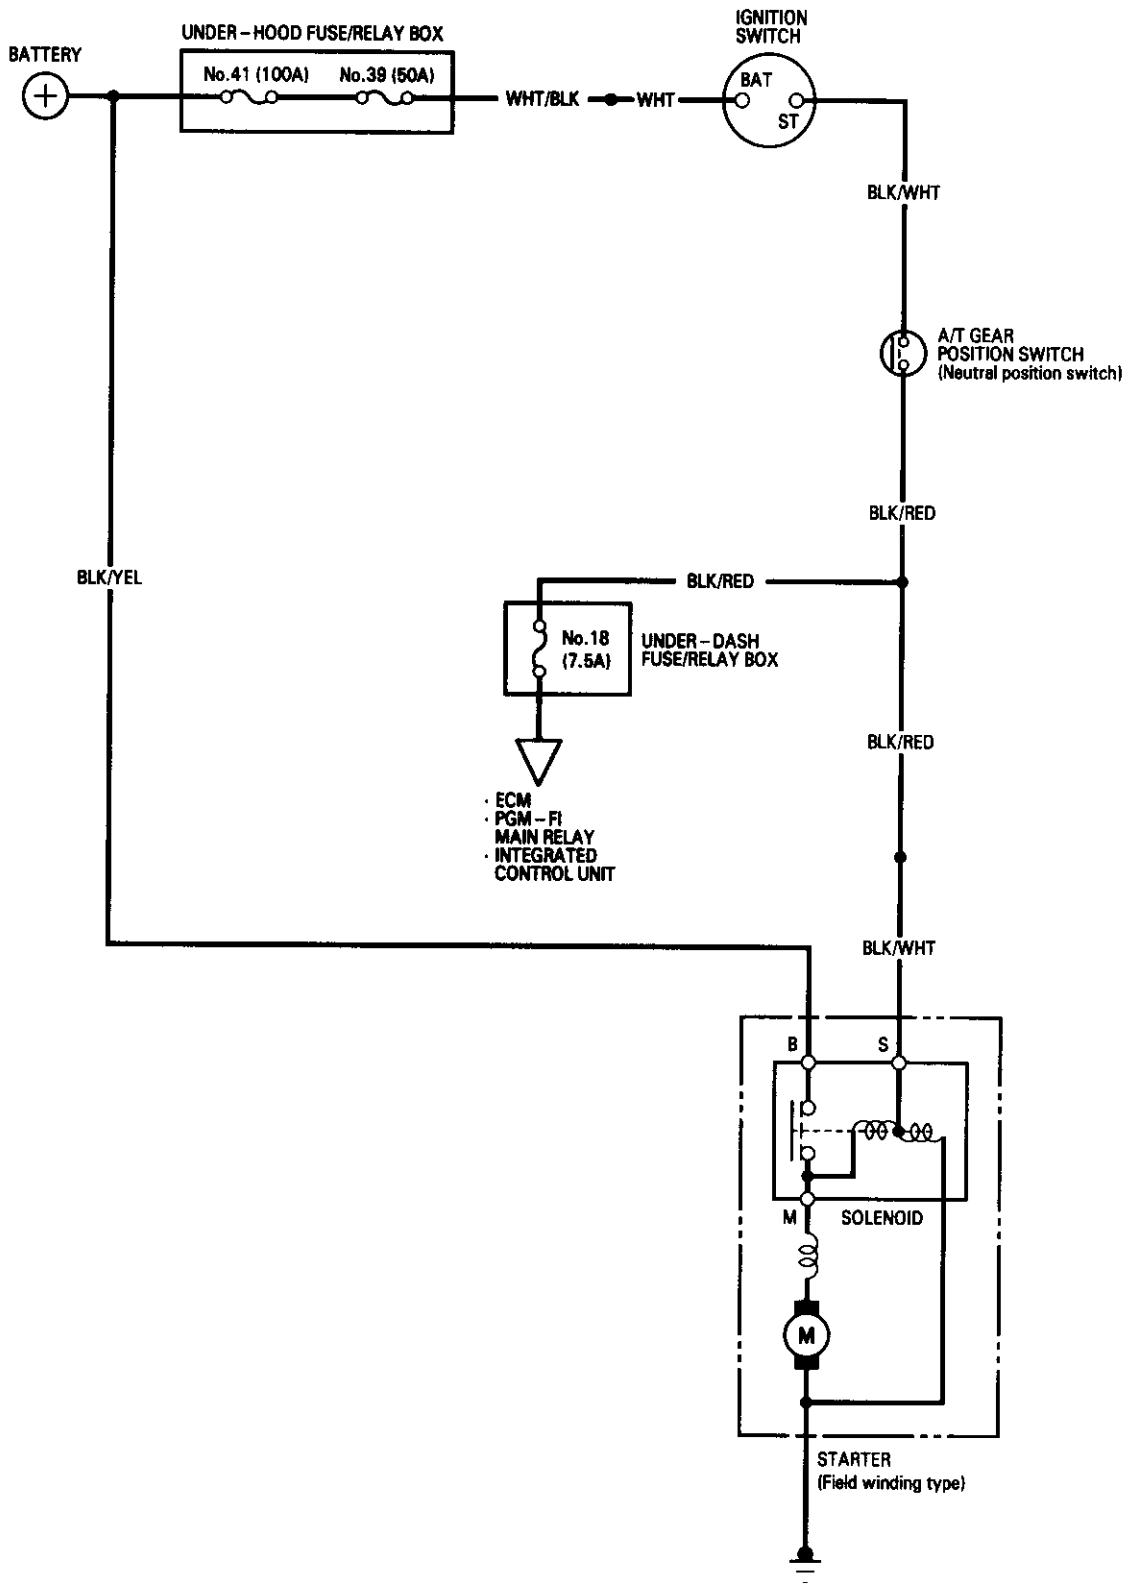 IGNITION
SWITCH
UNDER-HOOD FUSE/RELAY BOX
BATTERY
+
No.41 (100A)
No.39 (50A)
WHT/BLK
WHT
BAT
ST
BLK/WHT
A/T GEAR
POSITION SWITCH
(Neutral position switch)
BLK/RED
BLK/YEL
BLK/RED
No.18
(7.5A)
UNDER-DASH
FUSE/RELAY BOX
BLK/RED
· ECM
· PGM-FI
MAIN RELAY
· INTEGRATED
CONTROL UNIT
BLK/WHT
B
S
M
SOLENOID
M
STARTER
(Field winding type)